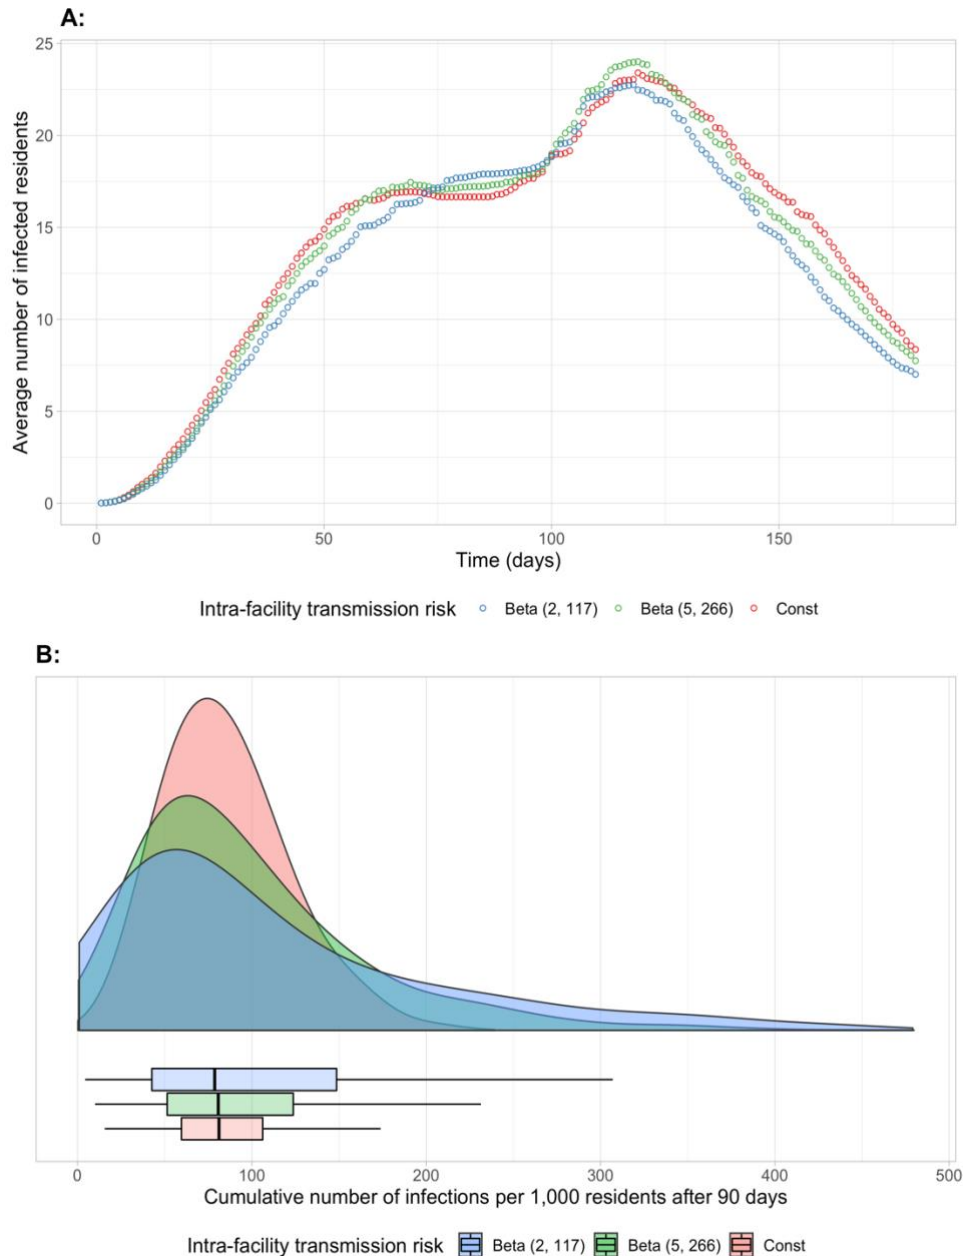 A:
Average number of infected residents
25
20
15
10
5
0
0 50 100 150
Time (days)
Intra-facility transmission risk Beta (2, 117) Beta (5, 266) Const
B:
0 100 200 300 400 500
Cumulative number of infections per 1,000 residents after 90 days
Intra-facility transmission risk Beta (2, 117) Beta (5, 266) Const